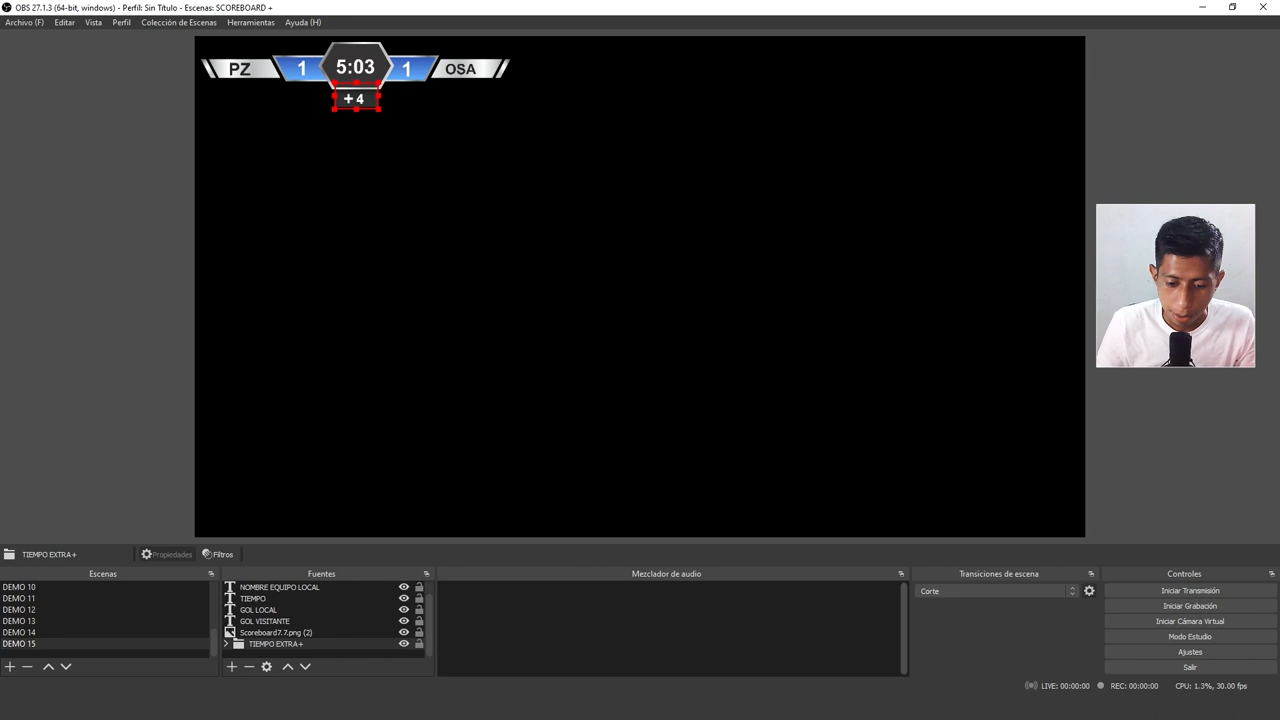 OBS 27.1.3 (64-bit, windows) - Perfil: Sin Título - Escenas: SCOREBOARD +
Archivo (F) Editar Vista Perfil Colección de Escenas Herramientas Ayuda (H)
PZ 1 5:03 1 OSA
+4
TIEMPO EXTRA+ Propiedades Filtros
Escenas Fuentes Mezclador de audio Transiciones de escena Controles
DEMO 10
DEMO 11
DEMO 12
DEMO 13
DEMO 14
DEMO 15
NOMBRE EQUIPO LOCAL
TIEMPO
GOL LOCAL
GOL VISITANTE
Scoreboard7.7.png (2)
TIEMPO EXTRA+
Corte
Iniciar Transmisión
Iniciar Grabación
Iniciar Cámara Virtual
Modo Estudio
Ajustes
Salir
LIVE: 00:00:00 REC: 00:00:00 CPU: 1.3%, 30.00 fps